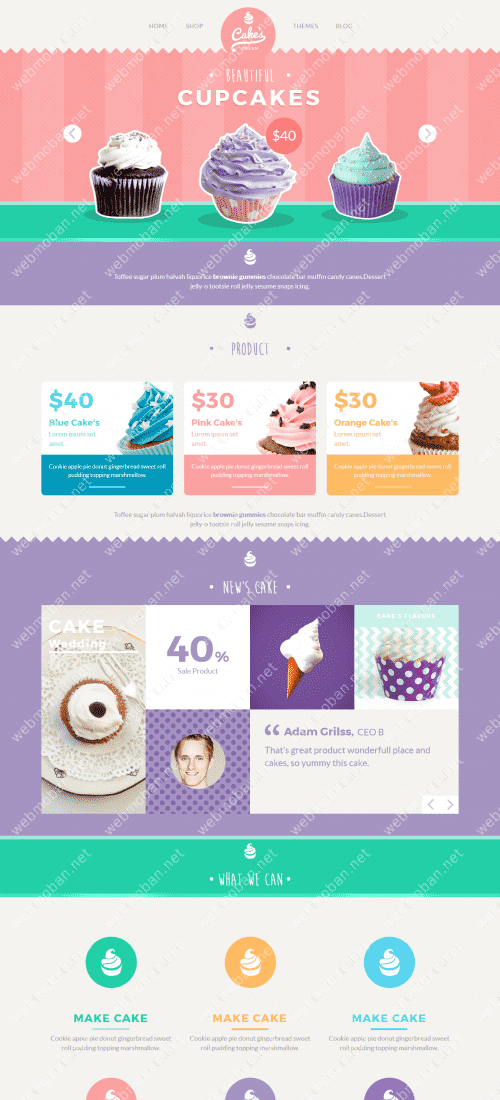 HOME SHOP THEMES BLOG
Cakes
BEAUTIFUL
CUPCAKES
$40
Toffee sugar plum halvah liquorice brownie gummies chocolate bar muffin candy canes.Dessert
jelly-o tootsie roll jelly sesame snaps icing.
PRODUCT
$40
Blue Cake's
Lorem ipsum set
amet.
Cookie apple pie donut gingerbread sweet roll
pudding topping marshmallow.
$30
Pink Cake's
Lorem ipsum set
amet.
Cookie apple pie donut gingerbread sweet roll
pudding topping marshmallow.
$30
Orange Cake's
Lorem ipsum set
amet.
Cookie apple pie donut gingerbread sweet roll
pudding topping marshmallow.
Toffee sugar plum halvah liquorice brownie gummies chocolate bar muffin candy canes.Dessert
jelly-o tootsie roll jelly sesame snaps icing.
NEW'S CAKE
CAKE
Wedding
40%
Sale Product
CAKE'S FLAVOURS
Adam Grilss, CEO B
That's great product wonderfull place and
cakes, so yummy this cake.
WHAT WE CAN
MAKE CAKE
Cookie apple pie donut gingerbread sweet
roll pudding topping marshmallow.
MAKE CAKE
Cookie apple pie donut gingerbread sweet
roll pudding topping marshmallow.
MAKE CAKE
Cookie apple pie donut gingerbread sweet
roll pudding topping marshmallow.
webmoban.net